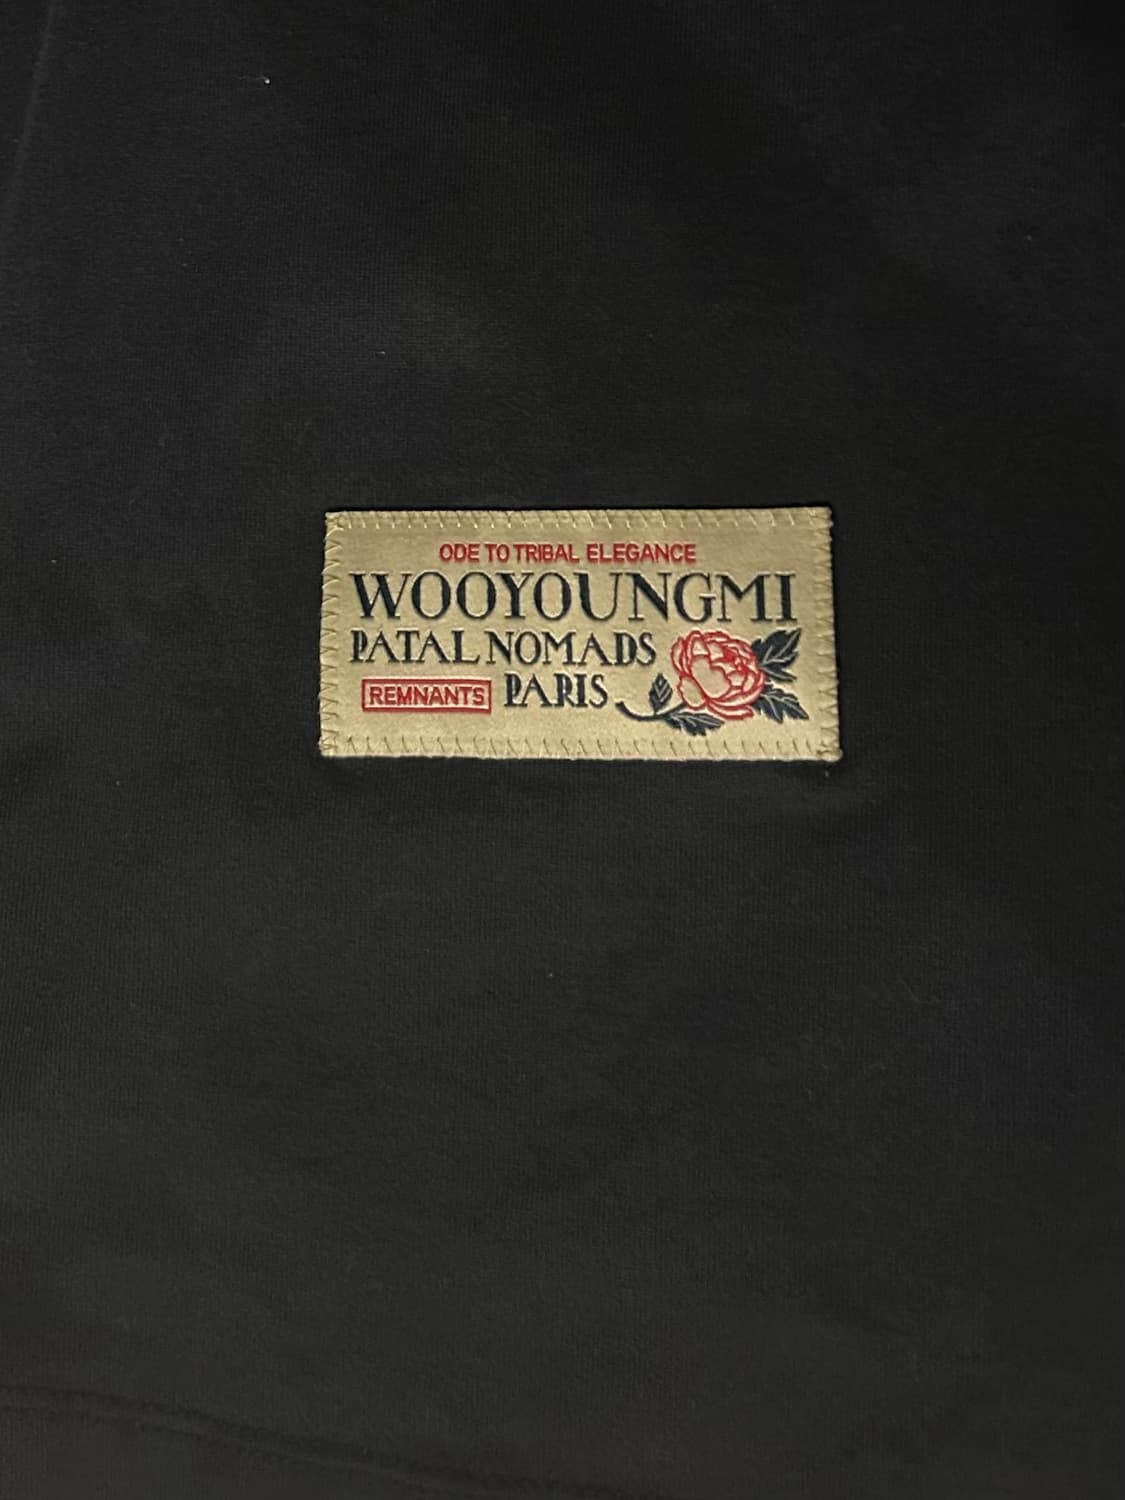 ODE TO TRIBAL ELEGANCE
WOOYOUNGMI
PATAL NOMADS
REMNANTS PARIS